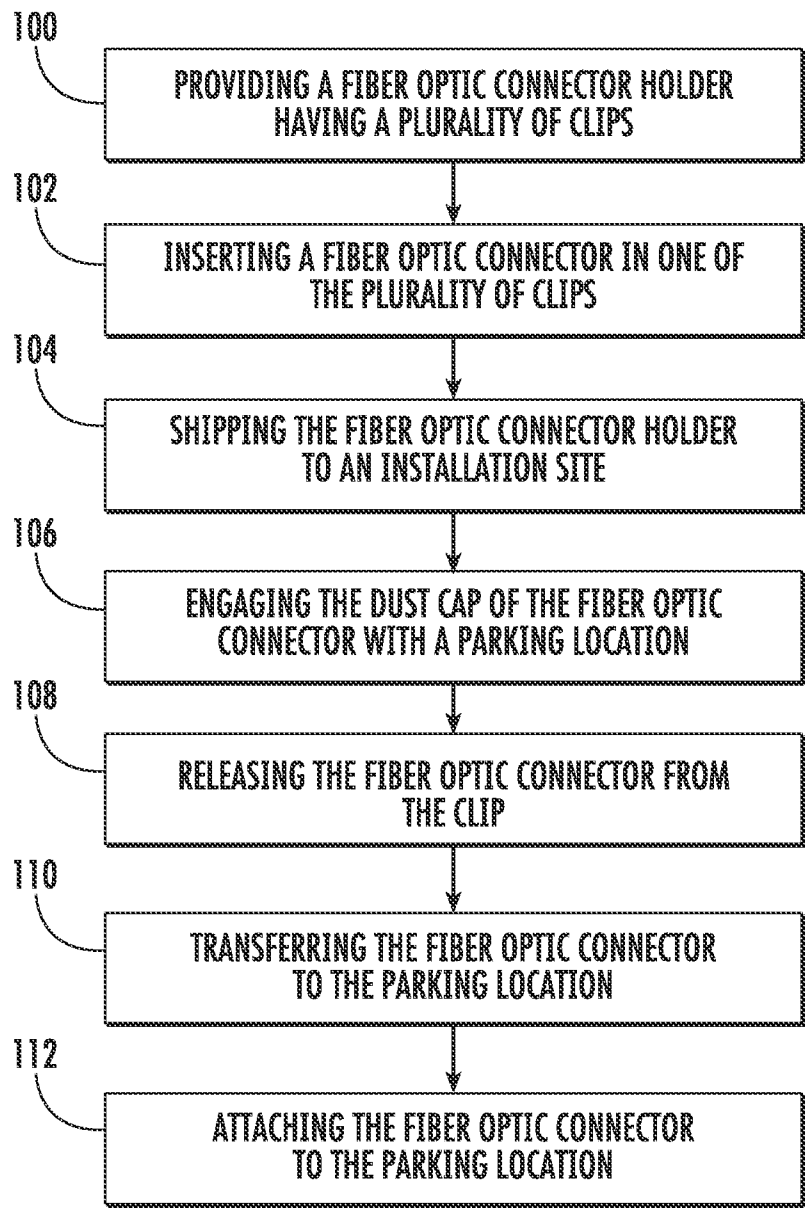 100
PROVIDING A FIBER OPTIC CONNECTOR HOLDER
HAVING A PLURALITY OF CLIPS
102
INSERTING A FIBER OPTIC CONNECTOR IN ONE OF
THE PLURALITY OF CLIPS
104
SHIPPING THE FIBER OPTIC CONNECTOR HOLDER
TO AN INSTALLATION SITE
106
ENGAGING THE DUST CAP OF THE FIBER OPTIC
CONNECTOR WITH A PARKING LOCATION
108
RELEASING THE FIBER OPTIC CONNECTOR FROM
THE CLIP
110
TRANSFERRING THE FIBER OPTIC CONNECTOR
TO THE PARKING LOCATION
112
ATTACHING THE FIBER OPTIC CONNECTOR
TO THE PARKING LOCATION